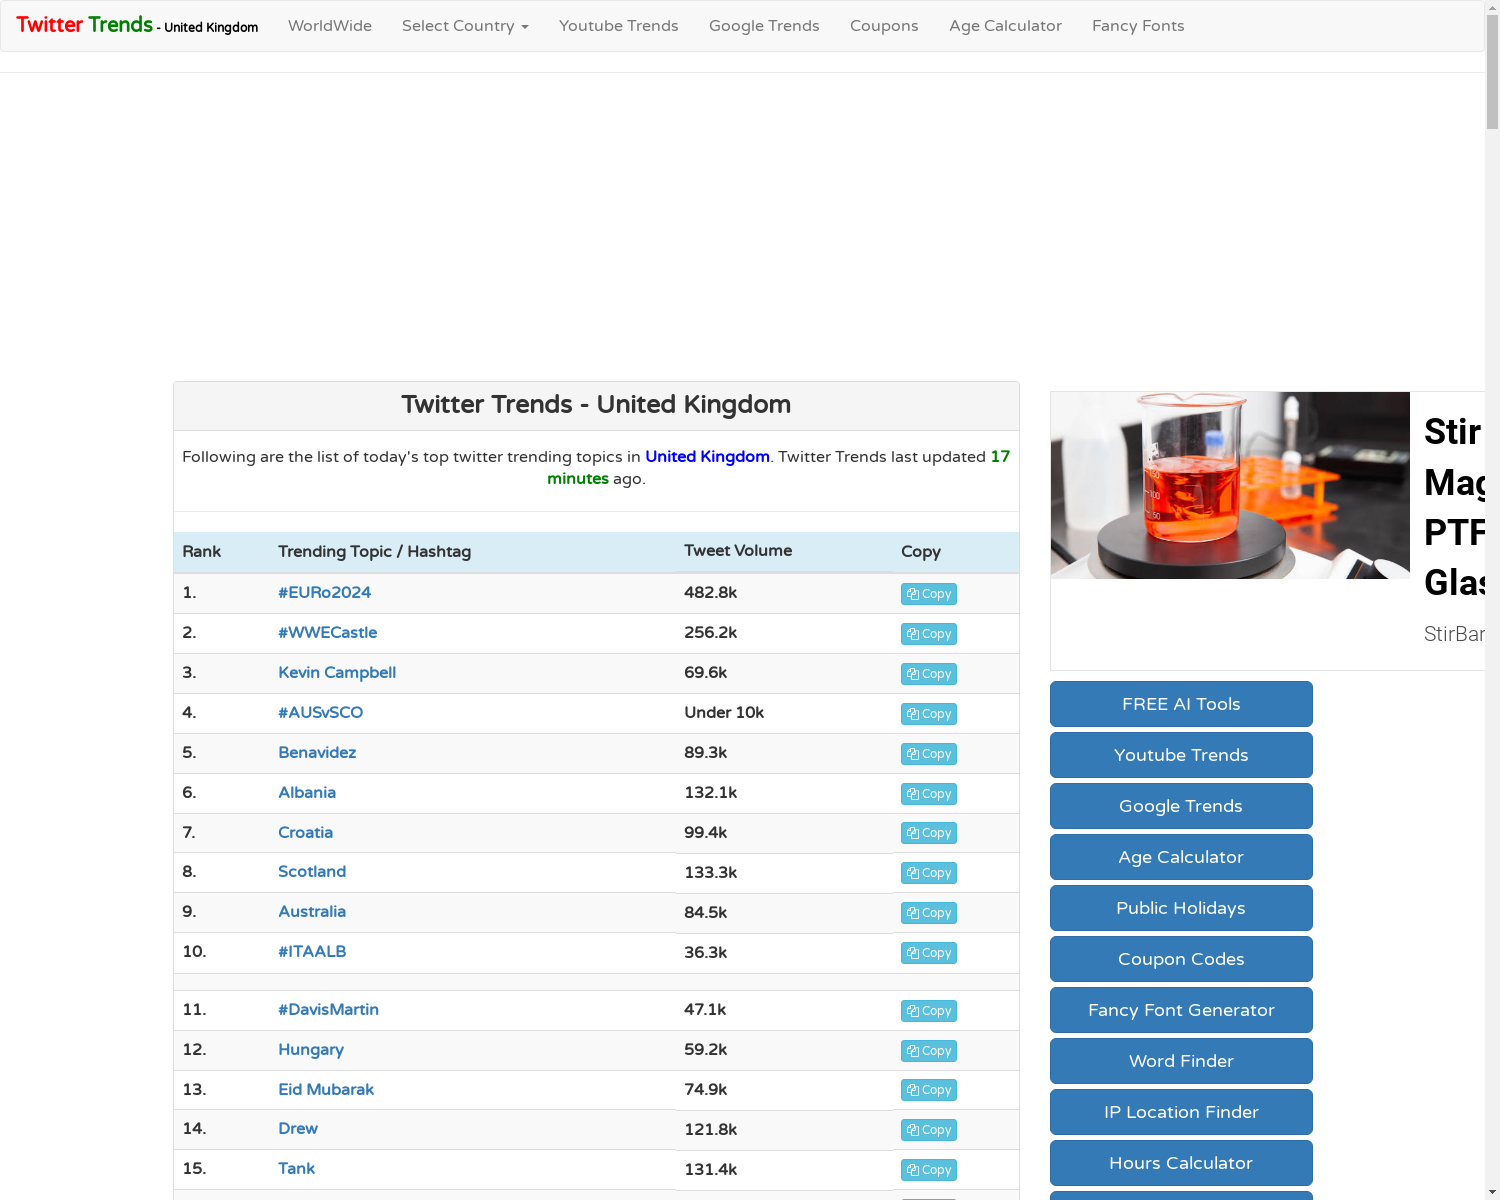 Twitter Trends - United Kingdom WorldWide Select Country Youtube Trends Google Trends Coupons Age Calculator Fancy Fonts
Twitter Trends - United Kingdom
Following are the list of today's top twitter trending topics in United Kingdom. Twitter Trends last updated 17
minutes ago.
Rank Trending Topic / Hashtag Tweet Volume Copy
1. #EURo2024 482.8k Copy
2. #WWECastle 256.2k Copy
3. Kevin Campbell 69.6k Copy
4. #AUSvSCO Under 10k Copy
5. Benavidez 89.3k Copy
6. Albania 132.1k Copy
7. Croatia 99.4k Copy
8. Scotland 133.3k Copy
9. Australia 84.5k Copy
10. #ITAALB 36.3k Copy
11. #DavisMartin 47.1k Copy
12. Hungary 59.2k Copy
13. Eid Mubarak 74.9k Copy
14. Drew 121.8k Copy
15. Tank 131.4k Copy
Stir
Mag
PTF
Glas
StirBar
FREE AI Tools
Youtube Trends
Google Trends
Age Calculator
Public Holidays
Coupon Codes
Fancy Font Generator
Word Finder
IP Location Finder
Hours Calculator